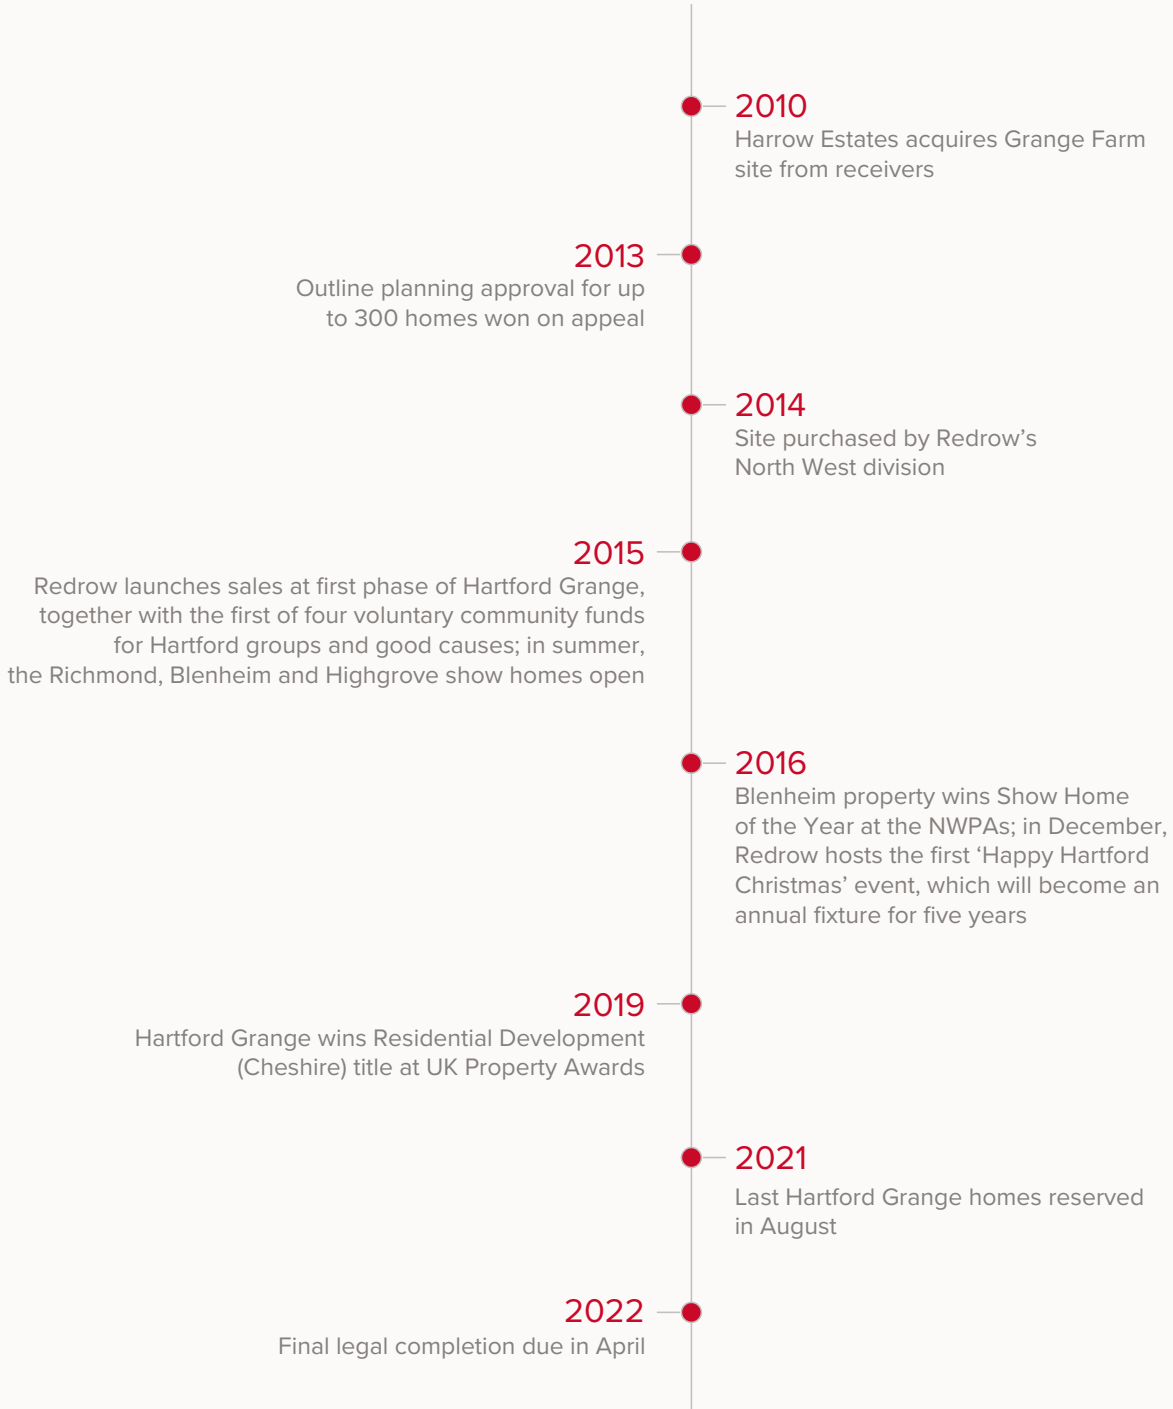 2010
Harrow Estates acquires Grange Farm
site from receivers
2013
Outline planning approval for up
to 300 homes won on appeal
2014
Site purchased by Redrow’s
North West division
2015
Redrow launches sales at first phase of Hartford Grange,
together with the first of four voluntary community funds
for Hartford groups and good causes; in summer,
the Richmond, Blenheim and Highgrove show homes open
2016
Blenheim property wins Show Home
of the Year at the NWPAs; in December,
Redrow hosts the first ‘Happy Hartford
Christmas’ event, which will become an
annual fixture for five years
2019
Hartford Grange wins Residential Development
(Cheshire) title at UK Property Awards
2021
Last Hartford Grange homes reserved
in August
2022
Final legal completion due in April